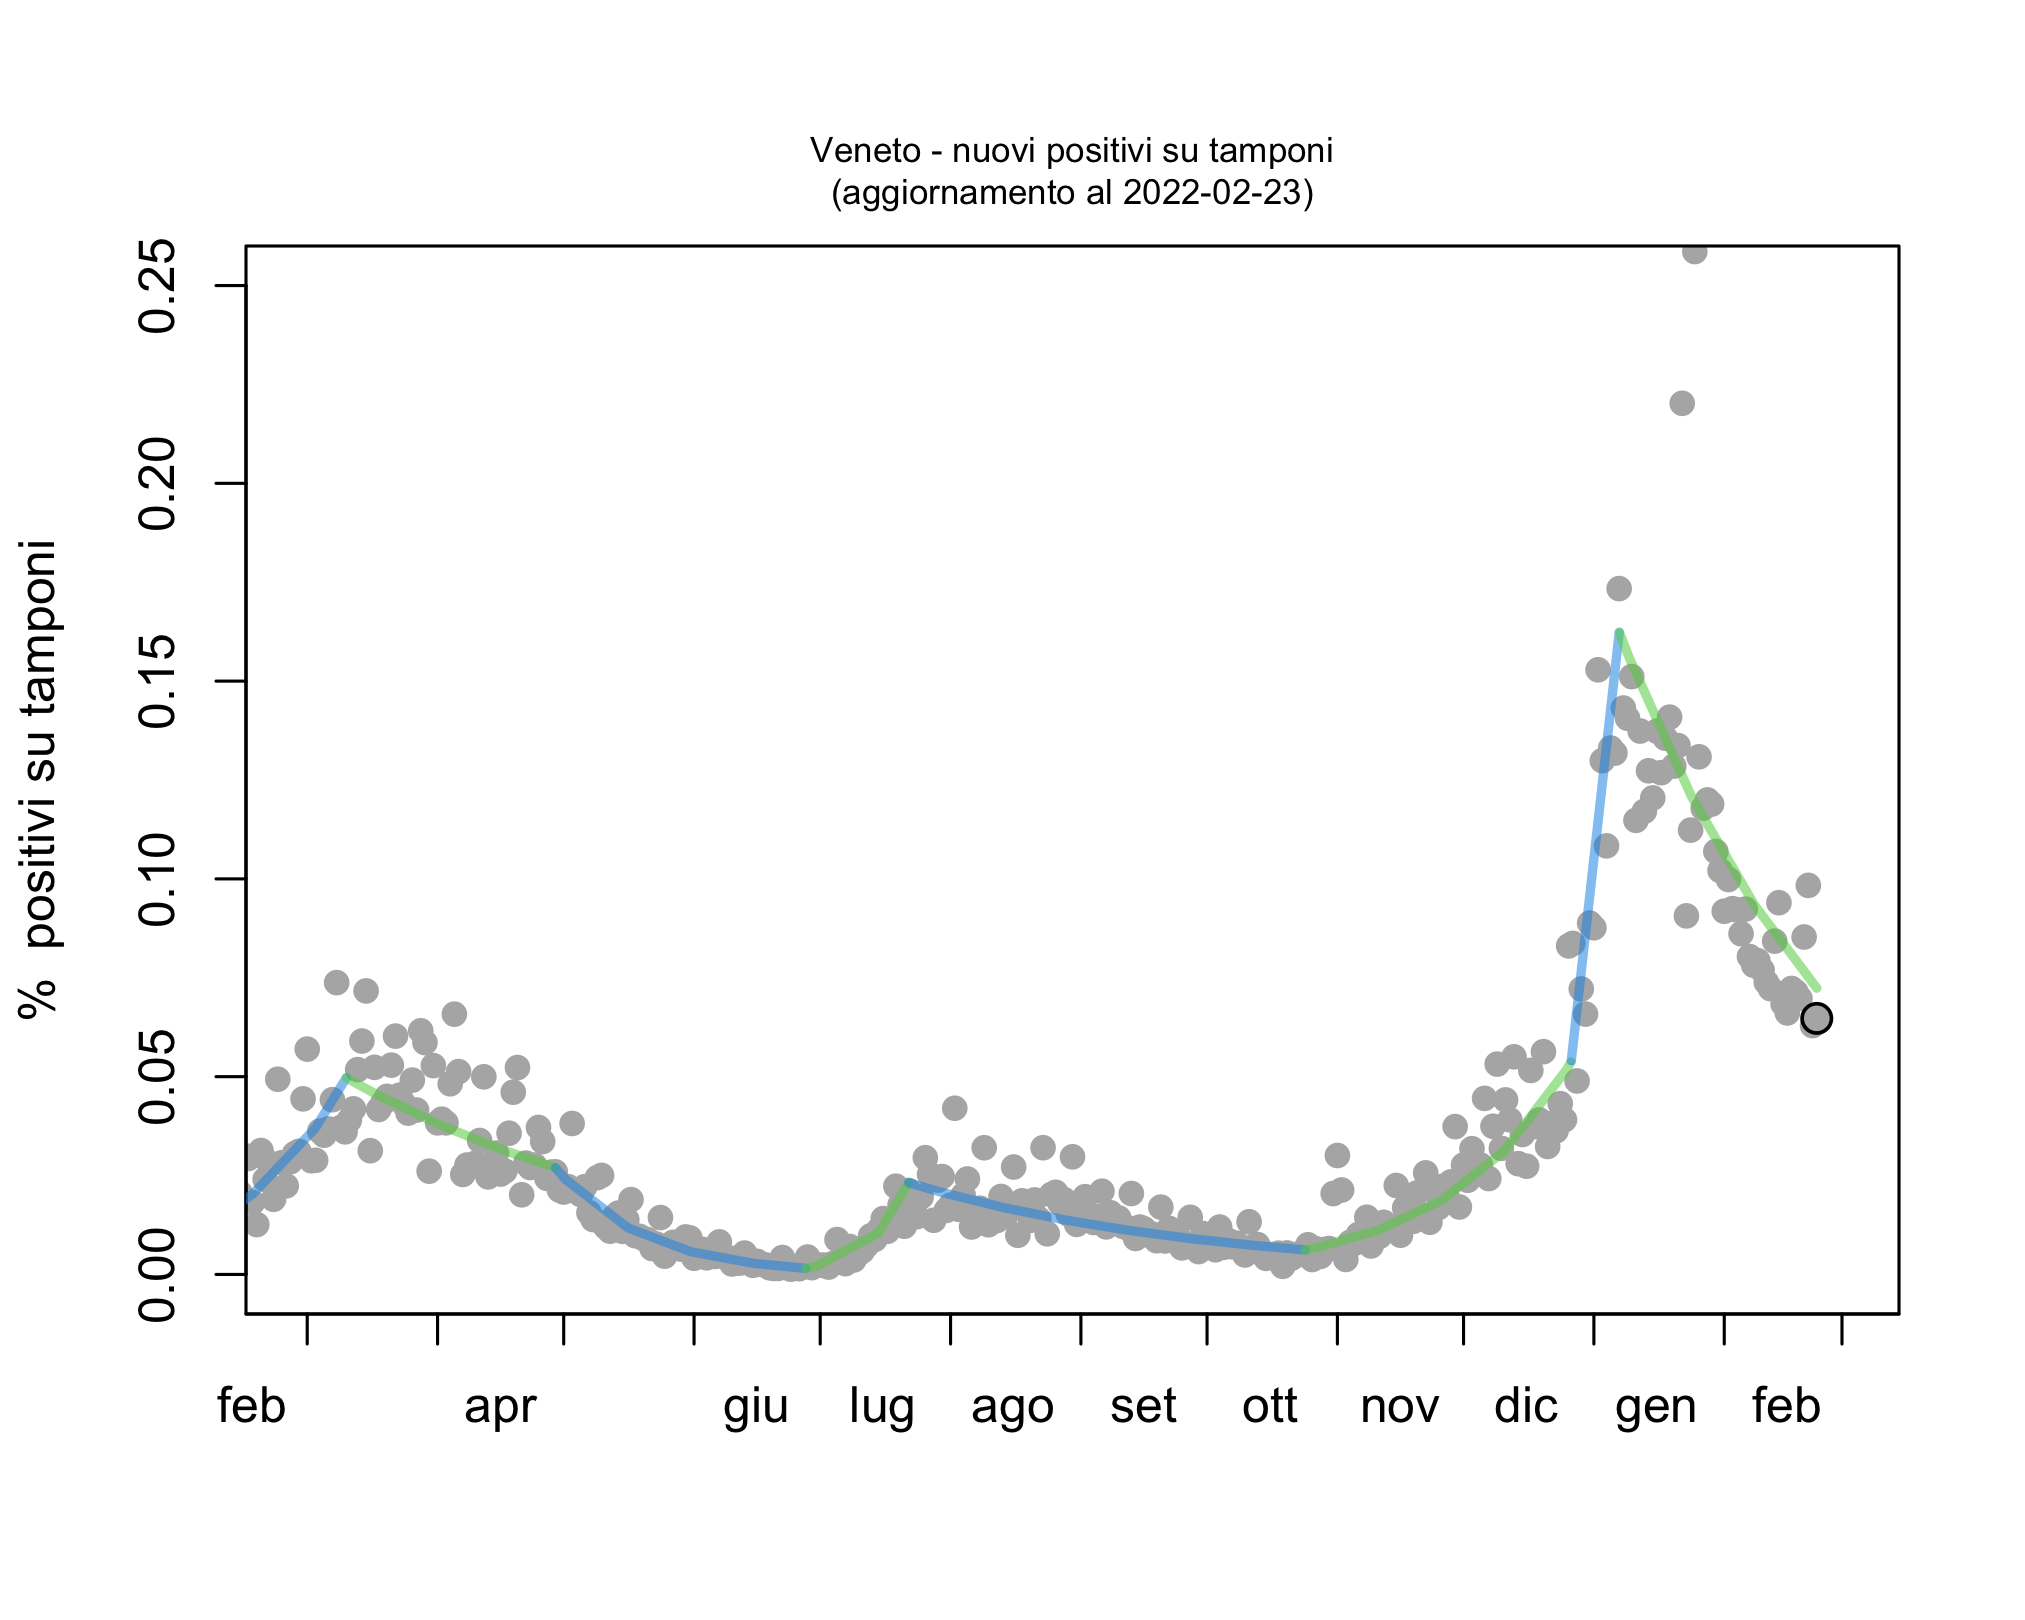 Veneto - nuovi positivi su tamponi
(aggiornamento al 2022-02-23)
% positivi su tamponi
0.25
0.20
0.15
0.10
0.05
0.00
feb apr giu lug ago set ott nov dic gen feb